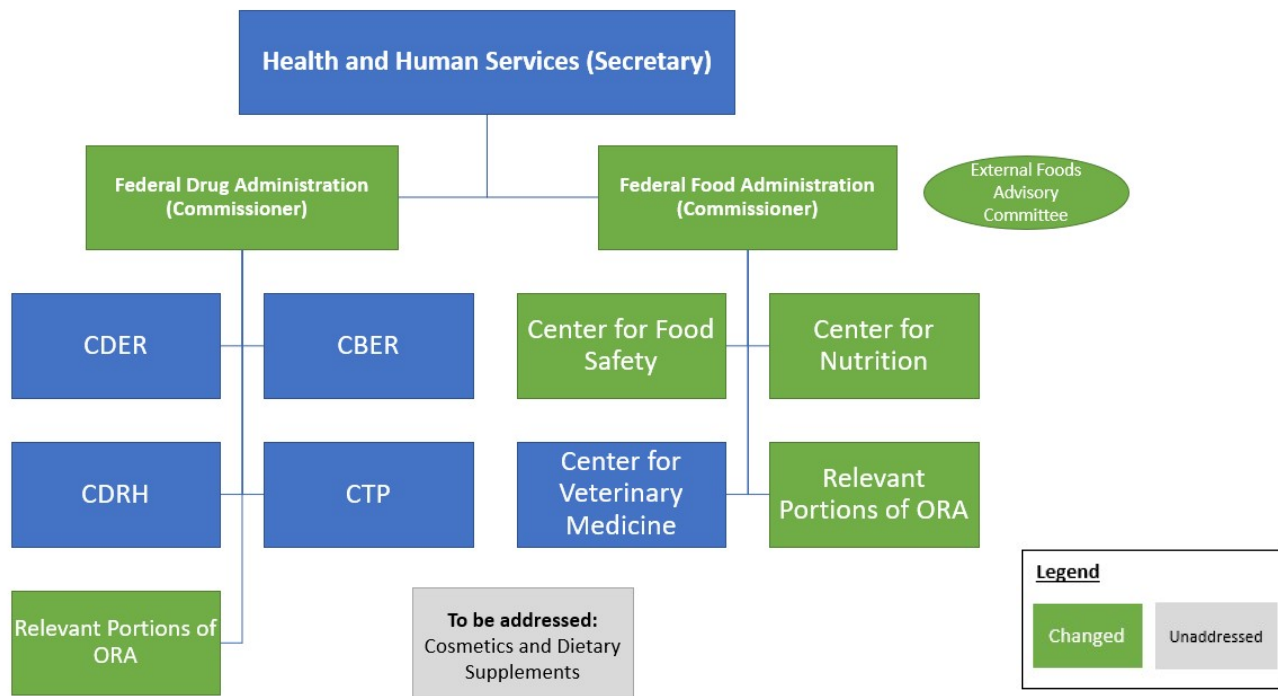 Health and Human Services (Secretary)
Federal Drug Administration
(Commissioner)
Federal Food Administration
(Commissioner)
External Foods
Advisory
Committee
CDER
CBER
Center for Food
Safety
Center for
Nutrition
CDRH
CTP
Center for
Veterinary
Medicine
Relevant
Portions of ORA
Relevant Portions of
ORA
To be addressed:
Cosmetics and Dietary
Supplements
Legend
Changed
Unaddressed